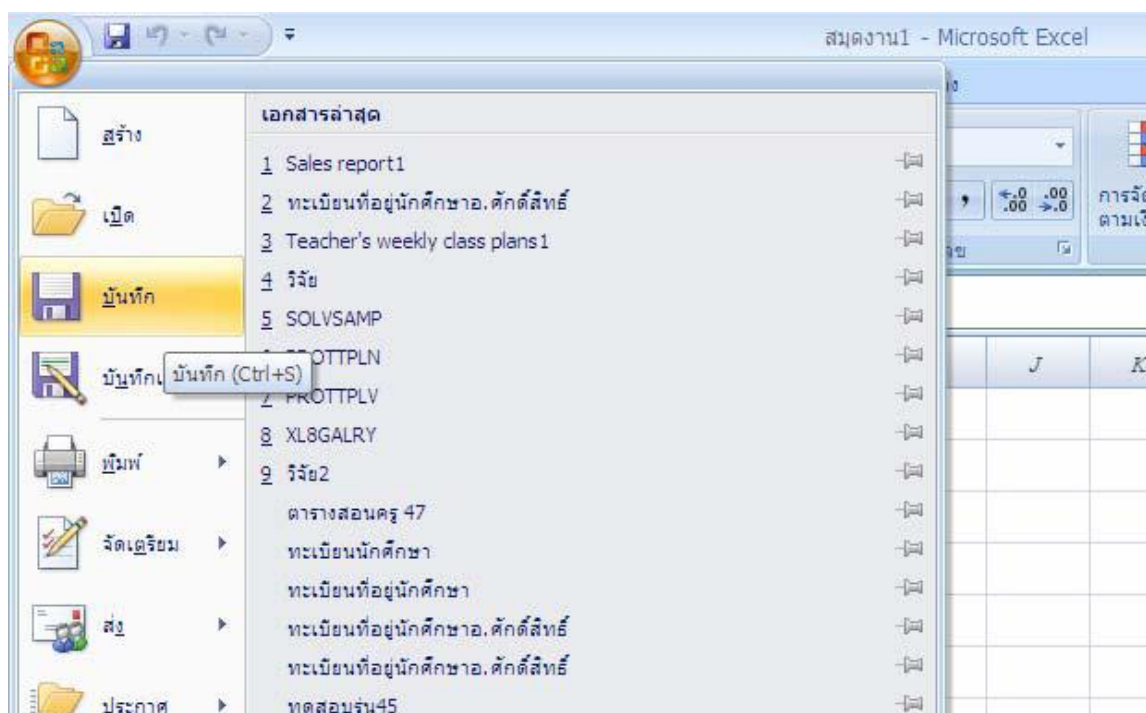 สมุดงาน1 - Microsoft Excel
สร้าง
เปิด
บันทึก
บันทึก (Ctrl+S)
พิมพ์
จัดเตรียม
ส่ง
ประกาศ
เอกสารล่าสุด
1 Sales report1
2 ทะเบียนที่อยู่นักศึกษาอ.ศักดิ์สิทธิ์
3 Teacher's weekly class plans1
4 วิจัย
5 SOLVSAMP
7 PROTTPLV
8 XL8GALRY
9 วิจัย2
ตารางสอนครู 47
ทะเบียนนักศึกษา
ทะเบียนที่อยู่นักศึกษา
ทะเบียนที่อยู่นักศึกษาอ.ศักดิ์สิทธิ์
ทะเบียนที่อยู่นักศึกษาอ.ศักดิ์สิทธิ์
ทดสอบรุ่น45
, .0 .00 .00 .0
J K